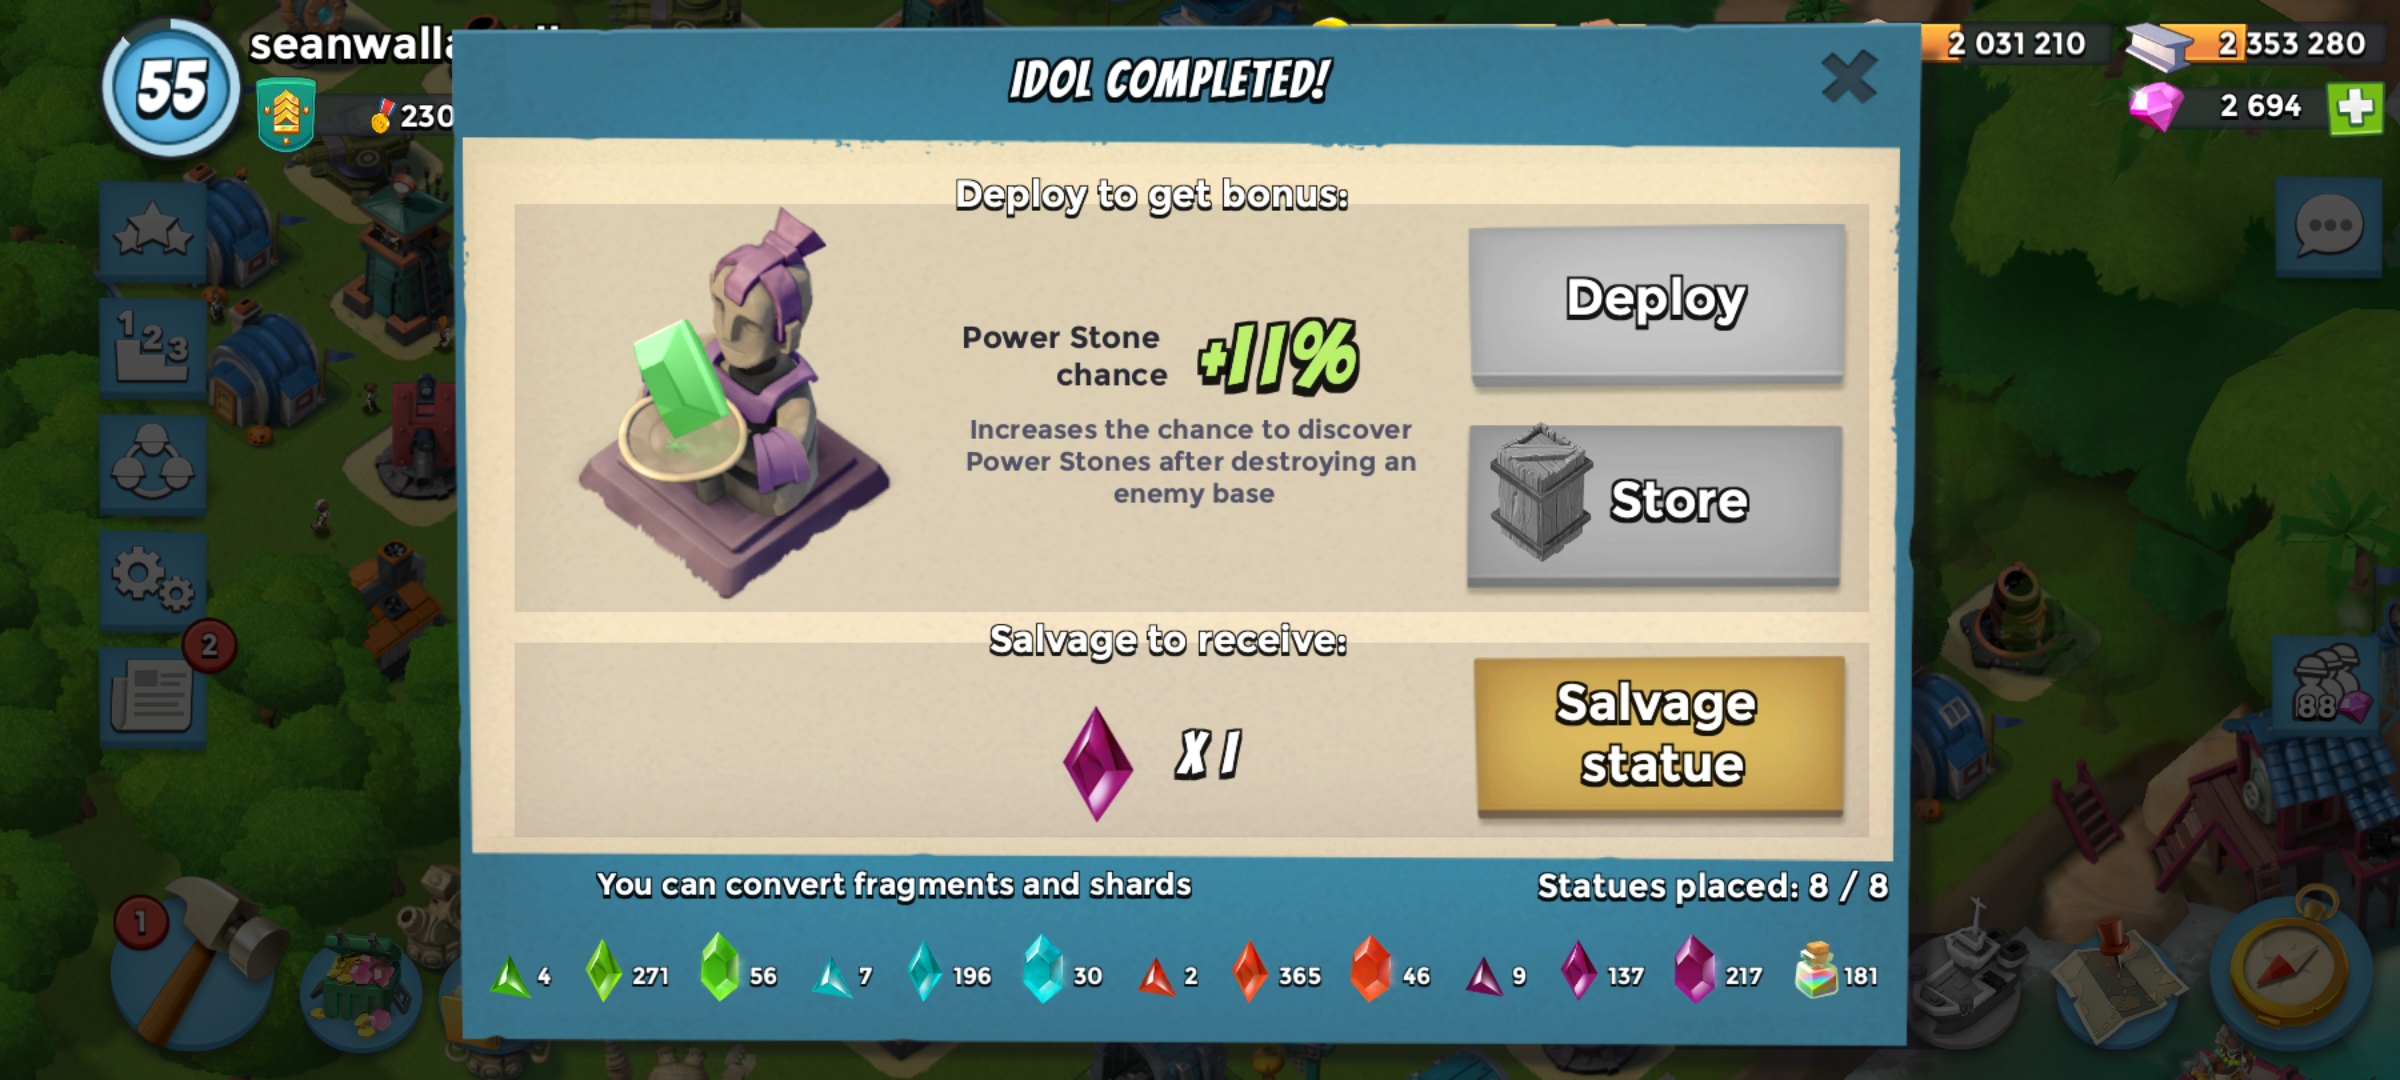 55
230
IDOL COMPLETED!
2 031 210
2 353 280
2 694
Deploy to get bonus:
Power Stone
chance
+11%
Increases the chance to discover
Power Stones after destroying an
enemy base
Deploy
Store
1 2 3
2
88
Salvage to receive:
X 1
Salvage
statue
You can convert fragments and shards
Statues placed: 8 / 8
1
4
271
56
7
196
30
2
365
46
9
137
217
181